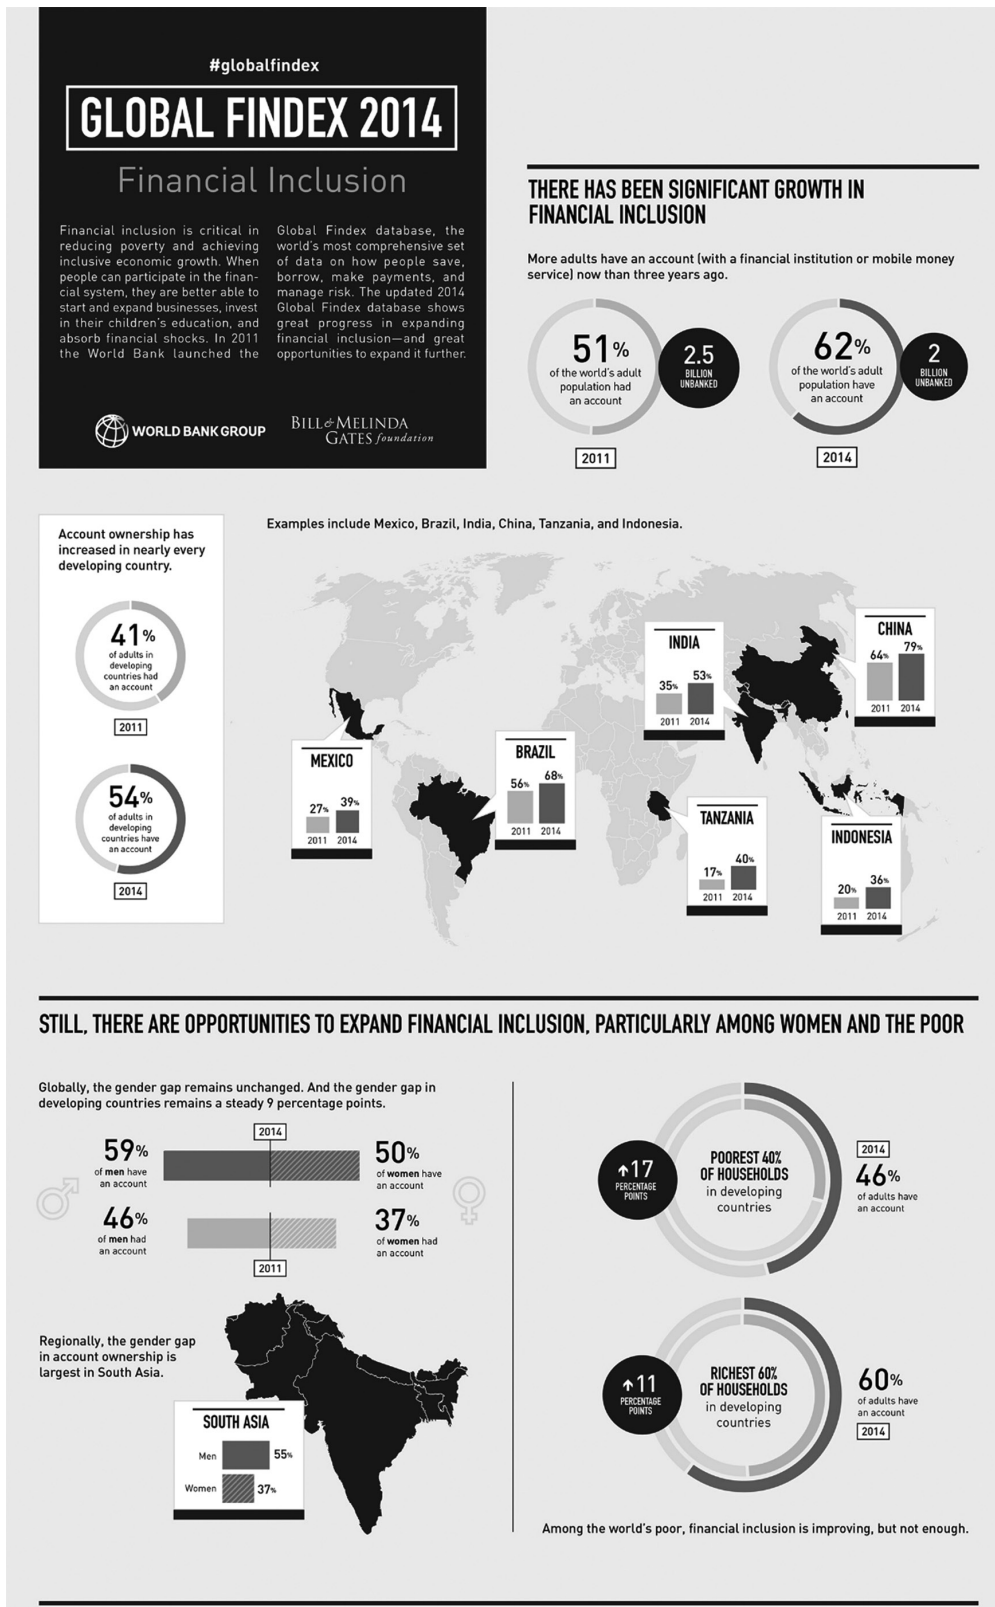 #globalfindex
GLOBAL FINDEX 2014
Financial Inclusion
Financial inclusion is critical in
reducing poverty and achieving
inclusive economic growth. When
people can participate in the finan-
cial system, they are better able to
start and expand businesses, invest
in their children's education, and
absorb financial shocks. In 2011
the World Bank launched the
Global Findex database, the
world's most comprehensive set
of data on how people save,
borrow, make payments, and
manage risk. The updated 2014
Global Findex database shows
great progress in expanding
financial inclusion—and great
opportunities to expand it further.
WORLD BANK GROUP
BILL & MELINDA
GATES foundation
THERE HAS BEEN SIGNIFICANT GROWTH IN
FINANCIAL INCLUSION
More adults have an account (with a financial institution or mobile money
service) now than three years ago.
51%
of the world's adult
population had
an account
2.5
BILLION
UNBANKED
2011
62%
of the world's adult
population have
an account
2
BILLION
UNBANKED
2014
Account ownership has
increased in nearly every
developing country.
41%
of adults in
developing
countries had
an account
2011
54%
of adults in
developing
countries have
an account
2014
Examples include Mexico, Brazil, India, China, Tanzania, and Indonesia.
MEXICO
27% 39%
2011 2014
BRAZIL
56% 68%
2011 2014
INDIA
35% 53%
2011 2014
CHINA
64% 79%
2011 2014
TANZANIA
17% 40%
2011 2014
INDONESIA
20% 36%
2011 2014
STILL, THERE ARE OPPORTUNITIES TO EXPAND FINANCIAL INCLUSION, PARTICULARLY AMONG WOMEN AND THE POOR
Globally, the gender gap remains unchanged. And the gender gap in
developing countries remains a steady 9 percentage points.
2014
59%
of men have
an account
50%
of women have
an account
46%
of men had
an account
37%
of women had
an account
2011
Regionally, the gender gap
in account ownership is
largest in South Asia.
SOUTH ASIA
Men 55%
Women 37%
17
PERCENTAGE
POINTS
POOREST 40%
OF HOUSEHOLDS
in developing
countries
2014
46%
of adults have
an account
11
PERCENTAGE
POINTS
RICHEST 60%
OF HOUSEHOLDS
in developing
countries
60%
of adults have
an account
2014
Among the world's poor, financial inclusion is improving, but not enough.